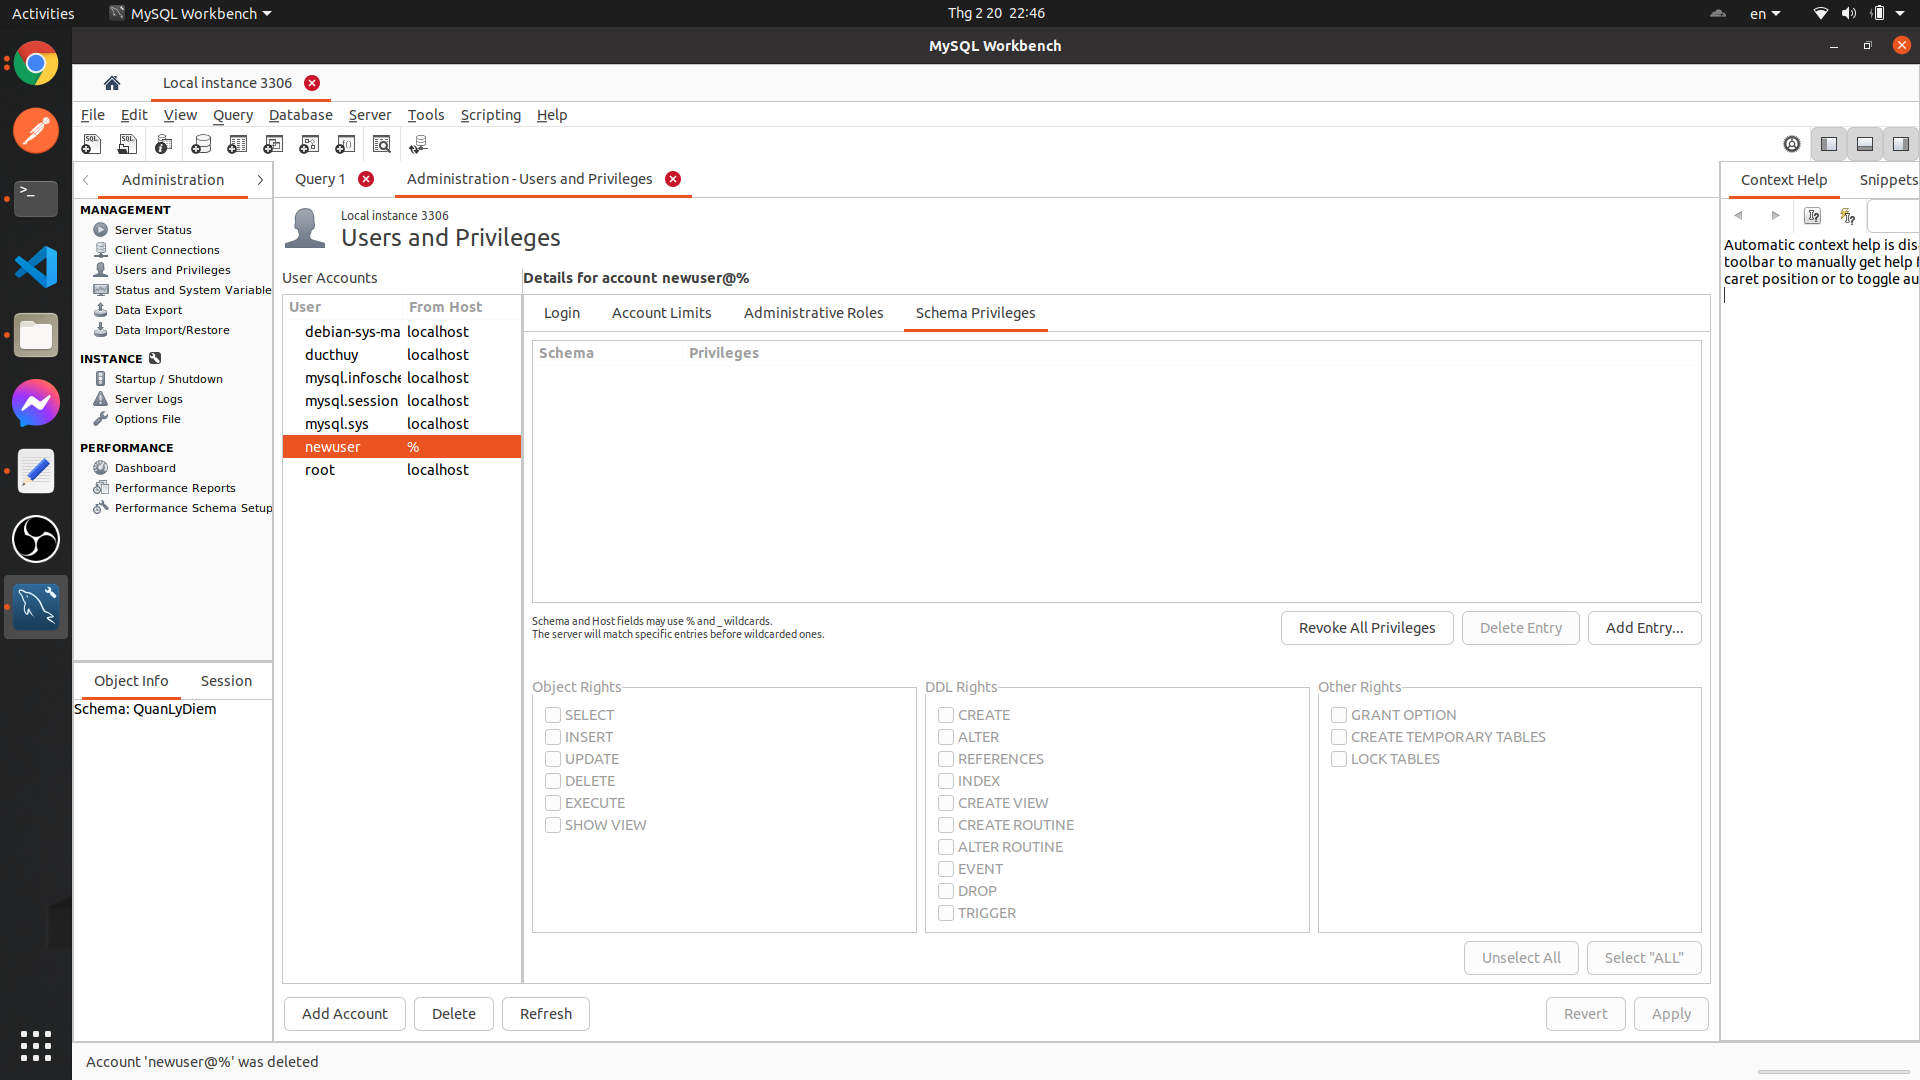 Activities
MySQL Workbench
Thg 2 20 22:46
en
MySQL Workbench
Local instance 3306
File Edit View Query Database Server Tools Scripting Help
Administration
MANAGEMENT
Server Status
Client Connections
Users and Privileges
Status and System Variable
Data Export
Data Import/Restore
INSTANCE
Startup / Shutdown
Server Logs
Options File
PERFORMANCE
Dashboard
Performance Reports
Performance Schema Setup
Object Info Session
Schema: QuanLyDiem
Query 1
Administration - Users and Privileges
Local instance 3306
Users and Privileges
User Accounts
User From Host
debian-sys-ma localhost
ducthuy localhost
mysql.infosche localhost
mysql.session localhost
mysql.sys localhost
newuser %
root localhost
Add Account Delete Refresh
Details for account newuser@%
Login Account Limits Administrative Roles Schema Privileges
Schema Privileges
Schema and Host fields may use % and _ wildcards.
The server will match specific entries before wildcarded ones.
Revoke All Privileges Delete Entry Add Entry...
Object Rights
SELECT
INSERT
UPDATE
DELETE
EXECUTE
SHOW VIEW
DDL Rights
CREATE
ALTER
REFERENCES
INDEX
CREATE VIEW
CREATE ROUTINE
ALTER ROUTINE
EVENT
DROP
TRIGGER
Other Rights
GRANT OPTION
CREATE TEMPORARY TABLES
LOCK TABLES
Unselect All Select "ALL"
Revert Apply
Context Help Snippets
Automatic context help is dis
toolbar to manually get help f
caret position or to toggle au
Account 'newuser@%' was deleted